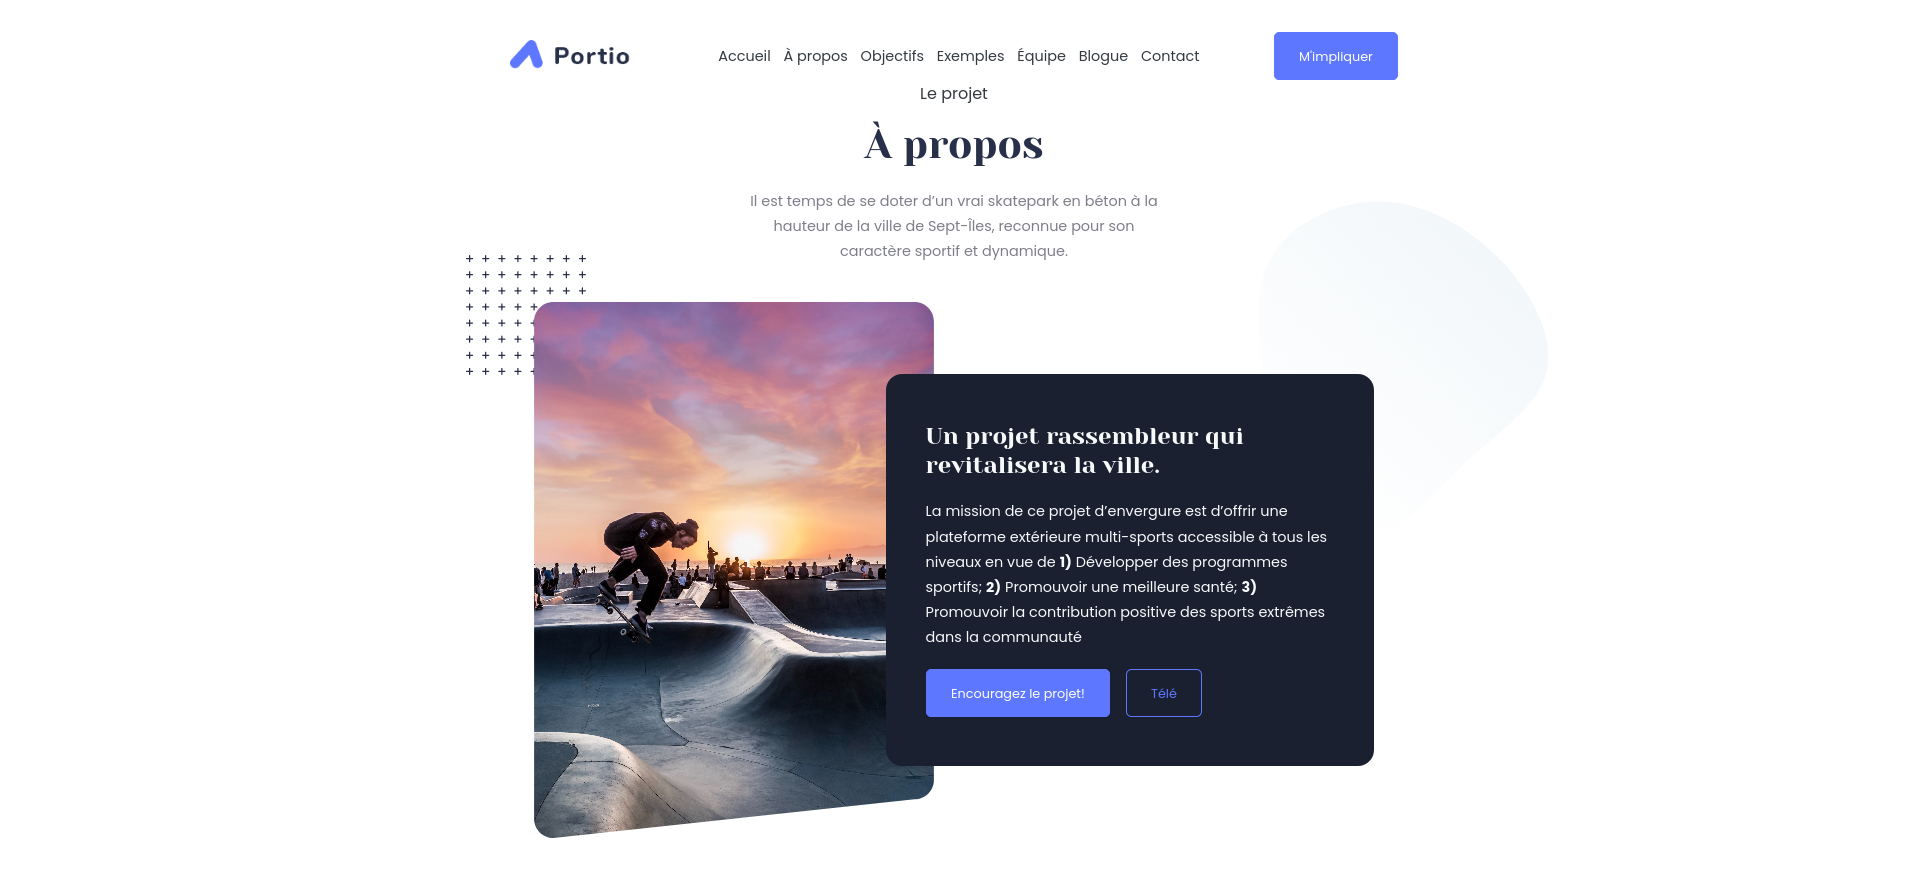 Portio
Accueil À propos Objectifs Exemples Équipe Blogue Contact
M'impliquer
Le projet
À propos
Il est temps de se doter d’un vrai skatepark en béton à la
hauteur de la ville de Sept-Îles, reconnue pour son
caractère sportif et dynamique.
Un projet rassembleur qui
revitalisera la ville.
La mission de ce projet d’envergure est d’offrir une
plateforme extérieure multi-sports accessible à tous les
niveaux en vue de 1) Développer des programmes
sportifs; 2) Promouvoir une meilleure santé; 3)
Promouvoir la contribution positive des sports extrêmes
dans la communauté
Encouragez le projet!
Télé